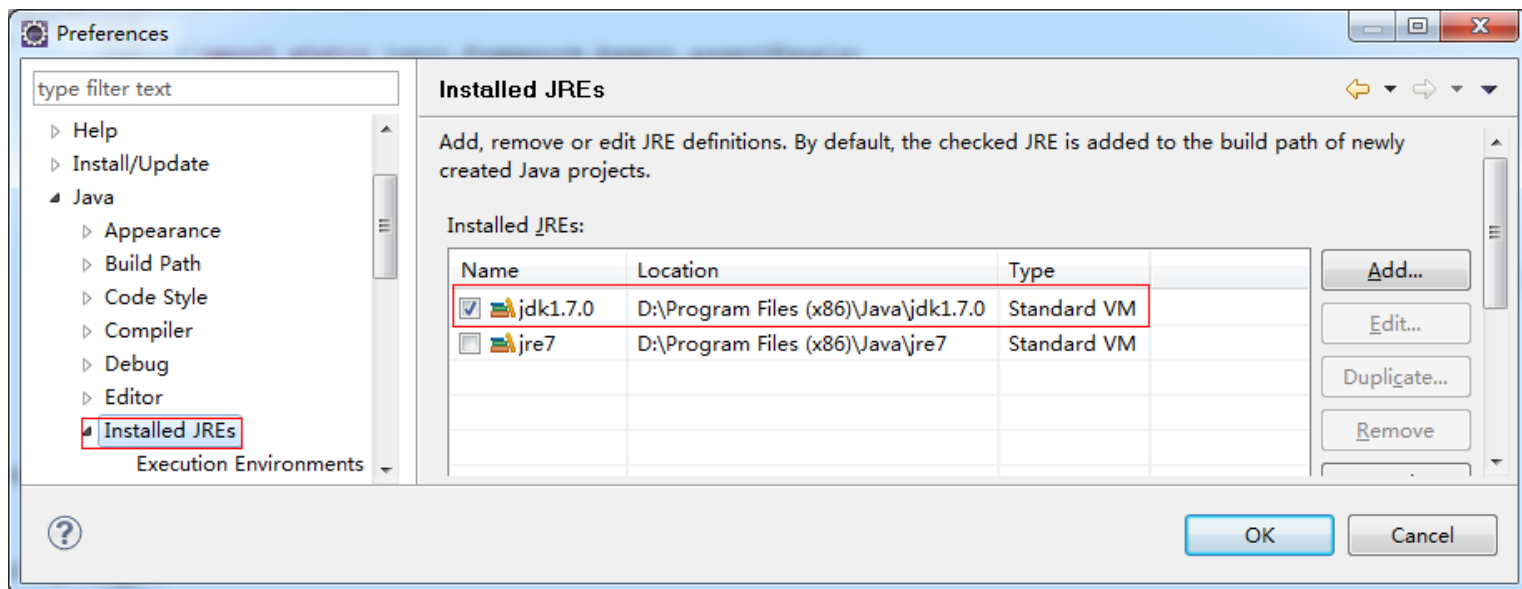 Preferences
type filter text
Help
Install/Update
Java
Appearance
Build Path
Code Style
Compiler
Debug
Editor
Installed JREs
Execution Environments
Installed JREs
Add, remove or edit JRE definitions. By default, the checked JRE is added to the build path of newly
created Java projects.
Installed JREs:
Name Location Type
jdk1.7.0 D:\Program Files (x86)\Java\jdk1.7.0 Standard VM
jre7 D:\Program Files (x86)\Java\jre7 Standard VM
Add...
Edit...
Duplicate...
Remove
OK Cancel